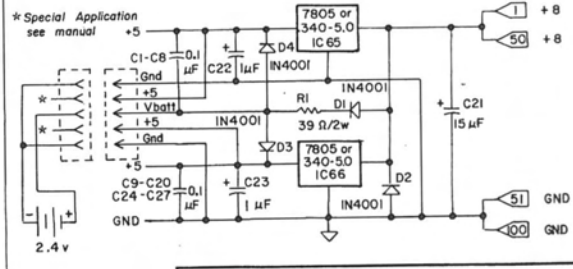 * Special Application
see manual
+5
7805 or
340-5.0
IC65
1
+8
50
+8
C1-C8
0.1
µF
+
C22
1µF
D4
IN4001
Gnd
+5
Vbatt
+5
Gnd
*
*
IN4001
R1
39 Ω/2w
D1
IN4001
+
C21
15 µF
D3
7805 or
340-5.0
IC66
D2
IN4001
+5
C9-C20
C24-C27
0.1
µF
+
C23
1 µF
GND
51
GND
100
GND
-
+
2.4 v